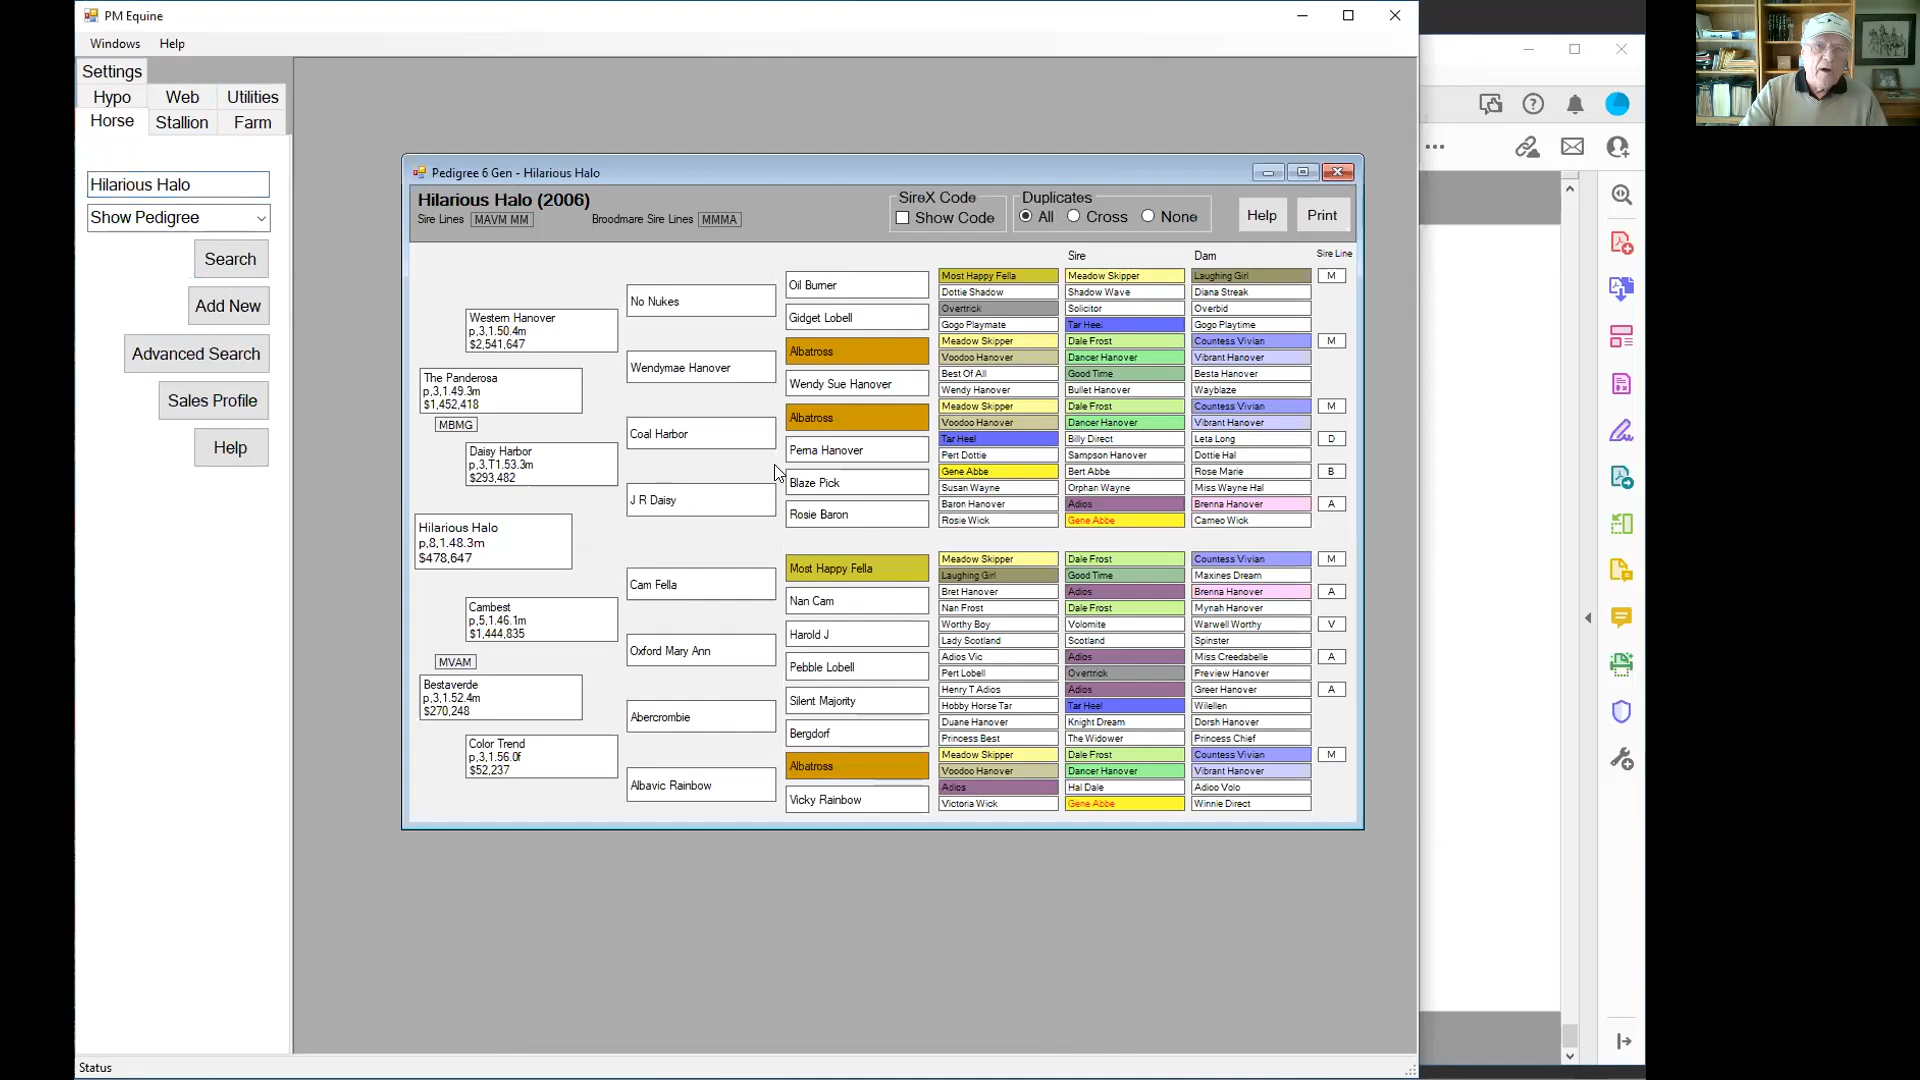 PM Equine
Windows Help
Settings
Hypo Web Utilities
Horse Stallion Farm
Hilarious Halo
Show Pedigree
Search
Add New
Advanced Search
Sales Profile
Help
Pedigree 6 Gen - Hilarious Halo
Hilarious Halo (2006)
Sire Lines MAVM MM Broodmare Sire Lines MMMA
SireX Code
Show Code
Duplicates
All Cross None
Help Print
Western Hanover
p,3,1.50.4m
$2,541,647
The Panderosa
p,3,1.49.3m
$1,452,418
MBMG
Daisy Harbor
p,3,T1.53.3m
$293,482
Hilarious Halo
p,8,1.48.3m
$478,647
Cambest
p,5,1.46.1m
$1,444,835
MVAM
Bestaverde
p,3,1.52.4m
$270,248
Color Trend
p,3,1.56.0f
$52,237
No Nukes
Wendymae Hanover
Coal Harbor
J R Daisy
Cam Fella
Oxford Mary Ann
Abercrombie
Albavic Rainbow
Oil Burner
Gidget Lobell
Albatross
Wendy Sue Hanover
Albatross
Perna Hanover
Blaze Pick
Rosie Baron
Most Happy Fella
Nan Cam
Harold J
Pebble Lobell
Silent Majority
Bergdorf
Albatross
Vicky Rainbow
Sire Dam Sire Line
Most Happy Fella Meadow Skipper Laughing Girl M
Dottie Shadow Shadow Wave Diana Streak
Overtrick Solicitor Overbid
Gogo Playmate Tar Heel Gogo Playtime
Meadow Skipper Dale Frost Countess Vivian M
Voodoo Hanover Dancer Hanover Vibrant Hanover
Best Of All Good Time Besta Hanover
Wendy Hanover Bullet Hanover Wayblaze
Meadow Skipper Dale Frost Countess Vivian M
Voodoo Hanover Dancer Hanover Vibrant Hanover
Tar Heel Billy Direct Leta Long D
Pert Dottie Sampson Hanover Dottie Hal
Gene Abbe Bert Abbe Rose Marie B
Susan Wayne Orphan Wayne Miss Wayne Hal
Baron Hanover Adios Brenna Hanover A
Rosie Wick Gene Abbe Cameo Wick
Meadow Skipper Dale Frost Countess Vivian M
Laughing Girl Good Time Maxines Dream
Bret Hanover Adios Brenna Hanover A
Nan Frost Dale Frost Mynah Hanover
Worthy Boy Volomite Warwell Worthy V
Lady Scotland Scotland Spinster
Adios Vic Adios Miss Creedabelle A
Pert Lobell Overtrick Preview Hanover
Henry T Adios Adios Greer Hanover A
Hobby Horse Tar Tar Heel Wilellen
Duane Hanover Knight Dream Dorsh Hanover
Princess Best The Widower Princess Chief
Meadow Skipper Dale Frost Countess Vivian M
Voodoo Hanover Dancer Hanover Vibrant Hanover
Adios Hal Dale Adioo Volo
Victoria Wick Gene Abbe Winnie Direct
Status